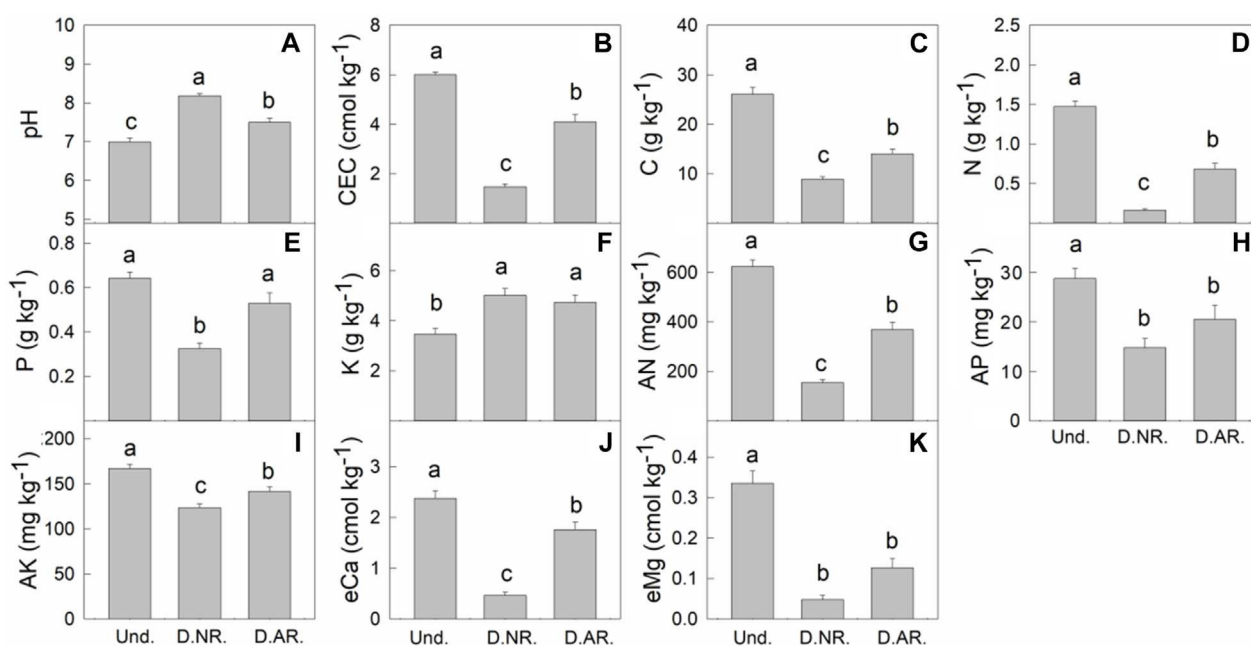 A
pH
10
9
8
7
6
5
c
a
b
B
CEC (cmol kg⁻¹)
8
6
4
2
a
c
b
C
C (g kg⁻¹)
40
30
20
10
a
c
b
D
N (g kg⁻¹)
2.5
2.0
1.5
1.0
0.5
a
c
b
E
P (g kg⁻¹)
0.8
0.6
0.4
0.2
a
b
a
F
K (g kg⁻¹)
6
4
2
b
a
a
G
AN (mg kg⁻¹)
600
400
200
a
c
b
H
AP (mg kg⁻¹)
30
20
10
0
a
b
b
Und. D.NR. D.AR.
I
AK (mg kg⁻¹)
200
150
100
50
0
a
c
b
Und. D.NR. D.AR.
J
eCa (cmol kg⁻¹)
3
2
1
0
a
c
b
Und. D.NR. D.AR.
K
eMg (cmol kg⁻¹)
0.4
0.3
0.2
0.1
0.0
a
b
b
Und. D.NR. D.AR.